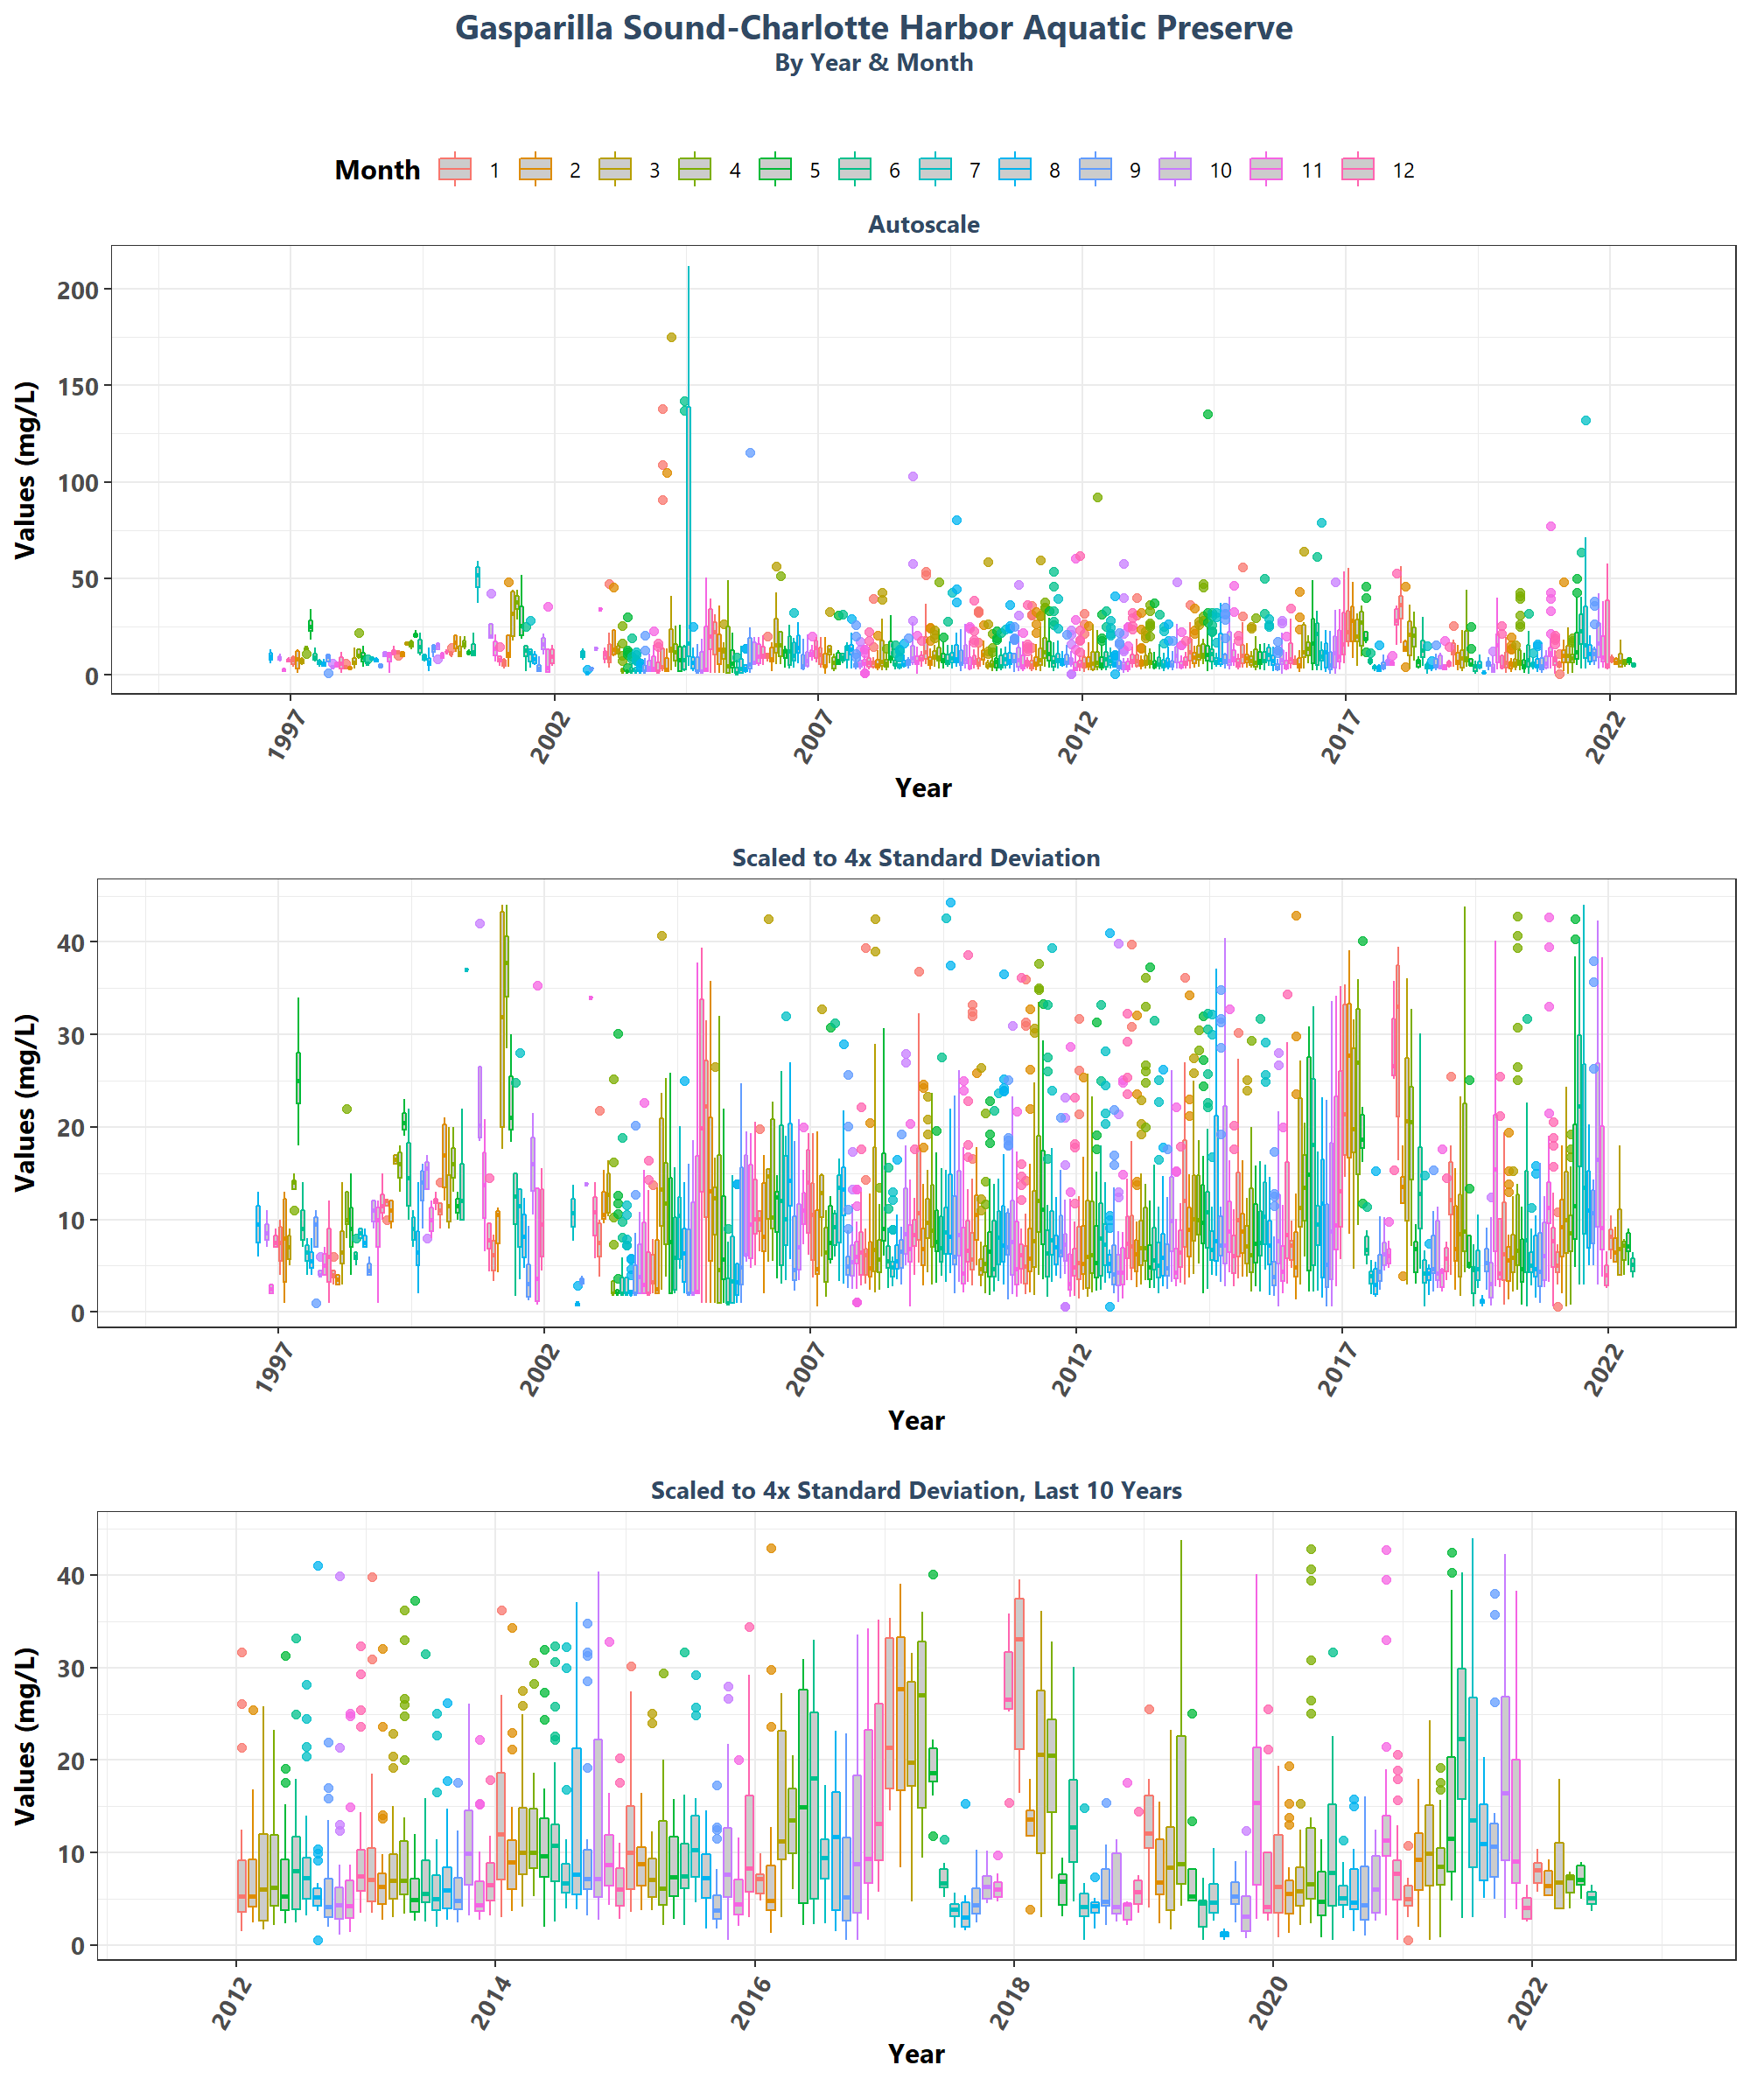 Gasparilla Sound-Charlotte Harbor Aquatic Preserve
By Year & Month
Month 1 2 3 4 5 6 7 8 9 10 11 12
Autoscale
Values (mg/L)
200
150
100
50
0
1997 2002 2007 2012 2017 2022
Year
Scaled to 4x Standard Deviation
Values (mg/L)
40
30
20
10
0
1997 2002 2007 2012 2017 2022
Year
Scaled to 4x Standard Deviation, Last 10 Years
Values (mg/L)
40
30
20
10
0
2012 2014 2016 2018 2020 2022
Year